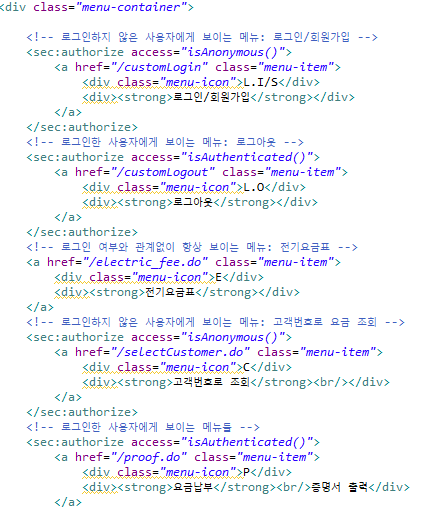 <div class="menu-container">
<!-- 로그인하지 않은 사용자에게 보이는 메뉴: 로그인/회원가입 -->
<sec:authorize access="isAnonymous()">
<a href="/customLogin" class="menu-item">
<div class="menu-icon">L.I/S</div>
<div><strong>로그인/회원가입</strong></div>
</a>
</sec:authorize>
<!-- 로그인한 사용자에게 보이는 메뉴: 로그아웃 -->
<sec:authorize access="isAuthenticated()">
<a href="/customLogout" class="menu-item">
<div class="menu-icon">L.O</div>
<div><strong>로그아웃</strong></div>
</a>
</sec:authorize>
<!-- 로그인 여부와 관계없이 항상 보이는 메뉴: 전기요금표 -->
<a href="/electric_fee.do" class="menu-item">
<div class="menu-icon">E</div>
<div><strong>전기요금표</strong></div>
</a>
<!-- 로그인하지 않은 사용자에게 보이는 메뉴: 고객번호로 요금 조회 -->
<sec:authorize access="isAnonymous()">
<a href="/selectCustomer.do" class="menu-item">
<div class="menu-icon">C</div>
<div><strong>고객번호로 조회</strong><br/></div>
</a>
</sec:authorize>
<!-- 로그인한 사용자에게 보이는 메뉴들 -->
<sec:authorize access="isAuthenticated()">
<a href="/proof.do" class="menu-item">
<div class="menu-icon">P</div>
<div><strong>요금납부</strong><br/>증명서 출력</div>
</a>